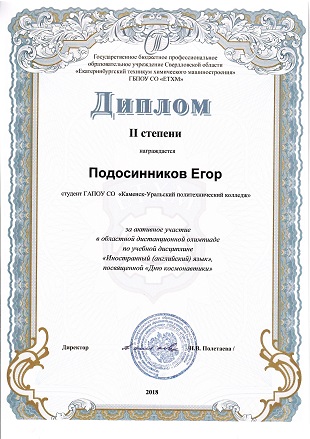 Государственное бюджетное профессиональное
образовательное учреждение Свердловской области
«Екатеринбургский техникум химического машиностроения»
ГБПОУ СО «ЕТХМ»
Диплом
II степени
награждается
Подосинников Егор
студент ГАПОУ СО «Каменск-Уральский политехнический колледж»
за активное участие
в областной дистанционной олимпиаде
по учебной дисциплине
«Иностранный (английский) язык»,
посвященной «Дню космонавтики»
Директор
/Н.В. Полетаева /
2018